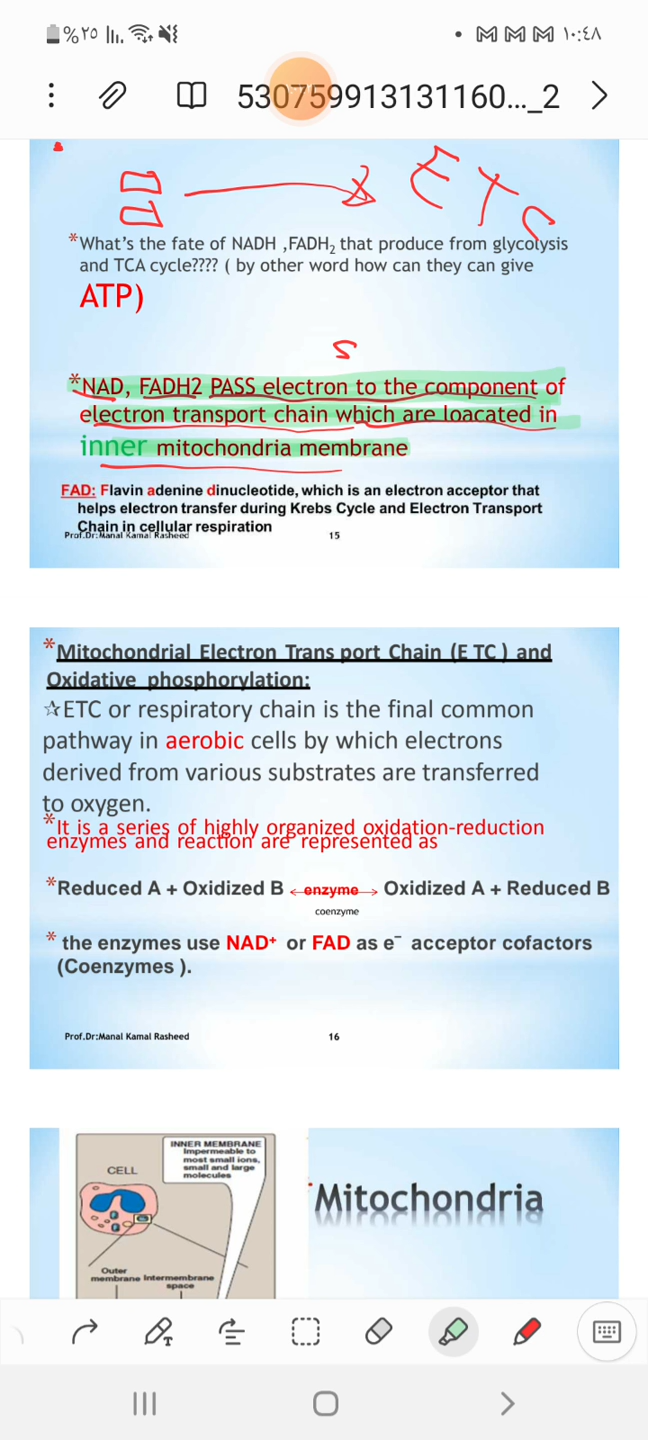 %٢٥
١٠:٤٨
530759913131160..._2
ETC
*What's the fate of NADH ,FADH₂ that produce from glycolysis
and TCA cycle???? ( by other word how can they can give
ATP)
*NAD, FADH2 PASS electron to the component of
electron transport chain which are loacated in
inner mitochondria membrane
FAD: Flavin adenine dinucleotide, which is an electron acceptor that
helps electron transfer during Krebs Cycle and Electron Transport
Chain in cellular respiration
Prof.Dr:Manal Kamal Rasheed
15
*Mitochondrial Electron Trans port Chain (E TC ) and
Oxidative phosphorylation:
☆ETC or respiratory chain is the final common
pathway in aerobic cells by which electrons
derived from various substrates are transferred
to oxygen.
*It is a series of highly organized oxidation-reduction
enzymes and reaction are represented as
*Reduced A + Oxidized B ← enzyme → Oxidized A + Reduced B
coenzyme
* the enzymes use NAD⁺ or FAD as e⁻ acceptor cofactors
(Coenzymes ).
Prof.Dr:Manal Kamal Rasheed
16
INNER MEMBRANE
Impermeable to
most small ions,
small and large
molecules
CELL
Mitochondria
Outer
membrane
Intermembrane
space